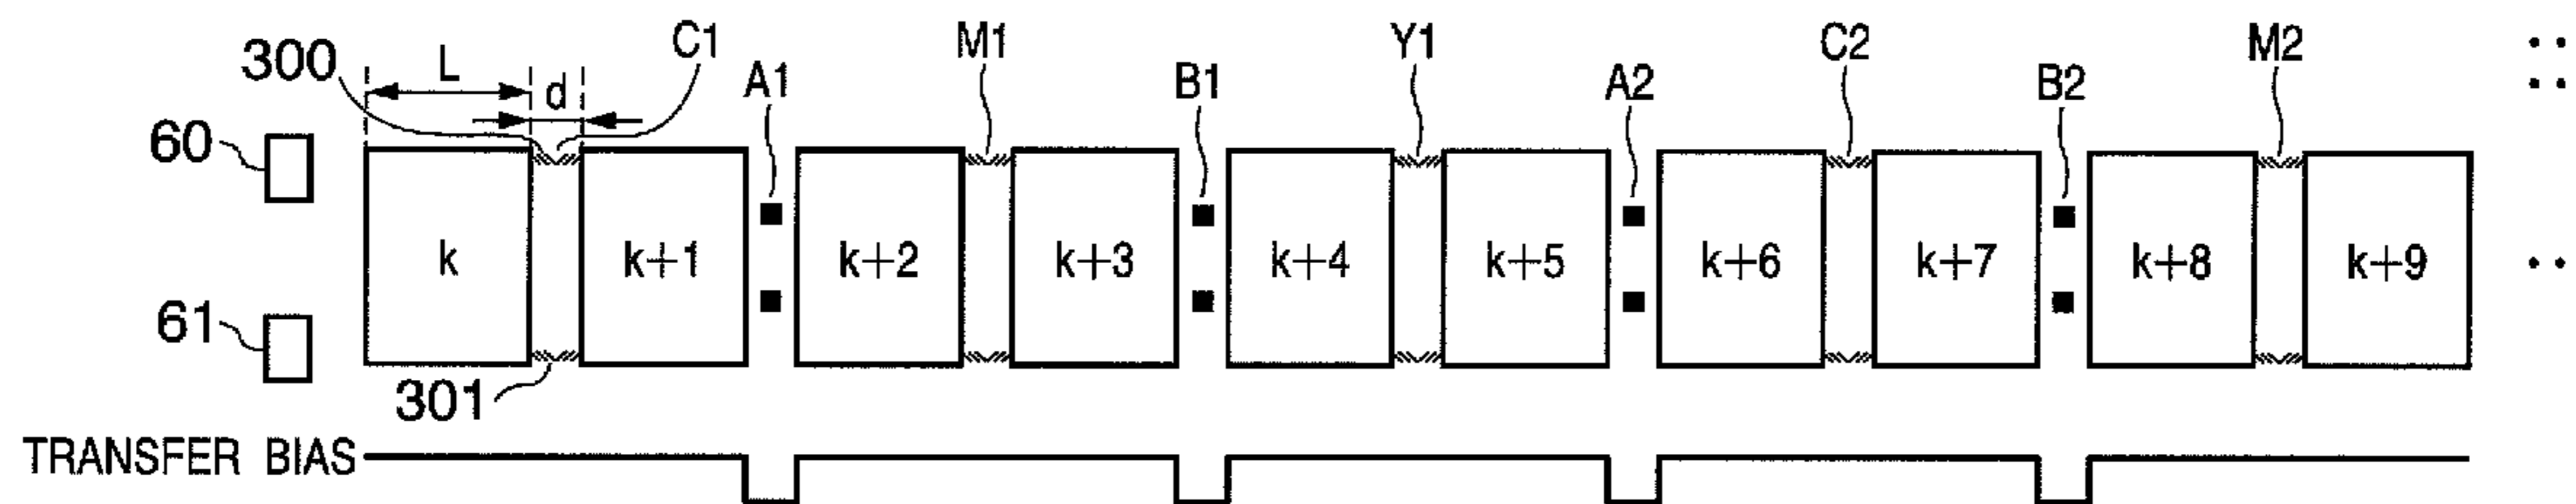 300 L d C1 A1 M1 B1 Y1 A2 C2 B2 M2
60
61
k k+1 k+2 k+3 k+4 k+5 k+6 k+7 k+8 k+9
301
TRANSFER BIAS